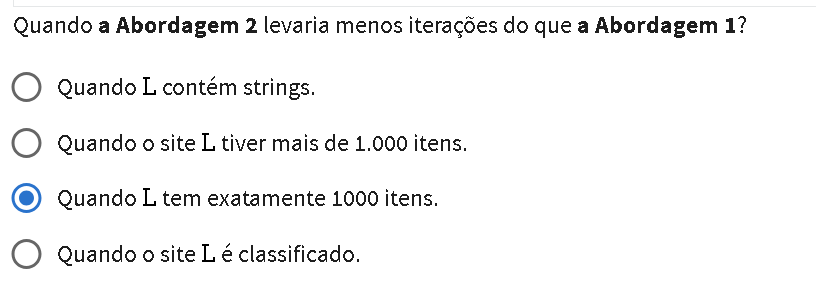 Quando a Abordagem 2 levaria menos iterações do que a Abordagem 1?
Quando L contém strings.
Quando o site L tiver mais de 1.000 itens.
Quando L tem exatamente 1000 itens.
Quando o site L é classificado.